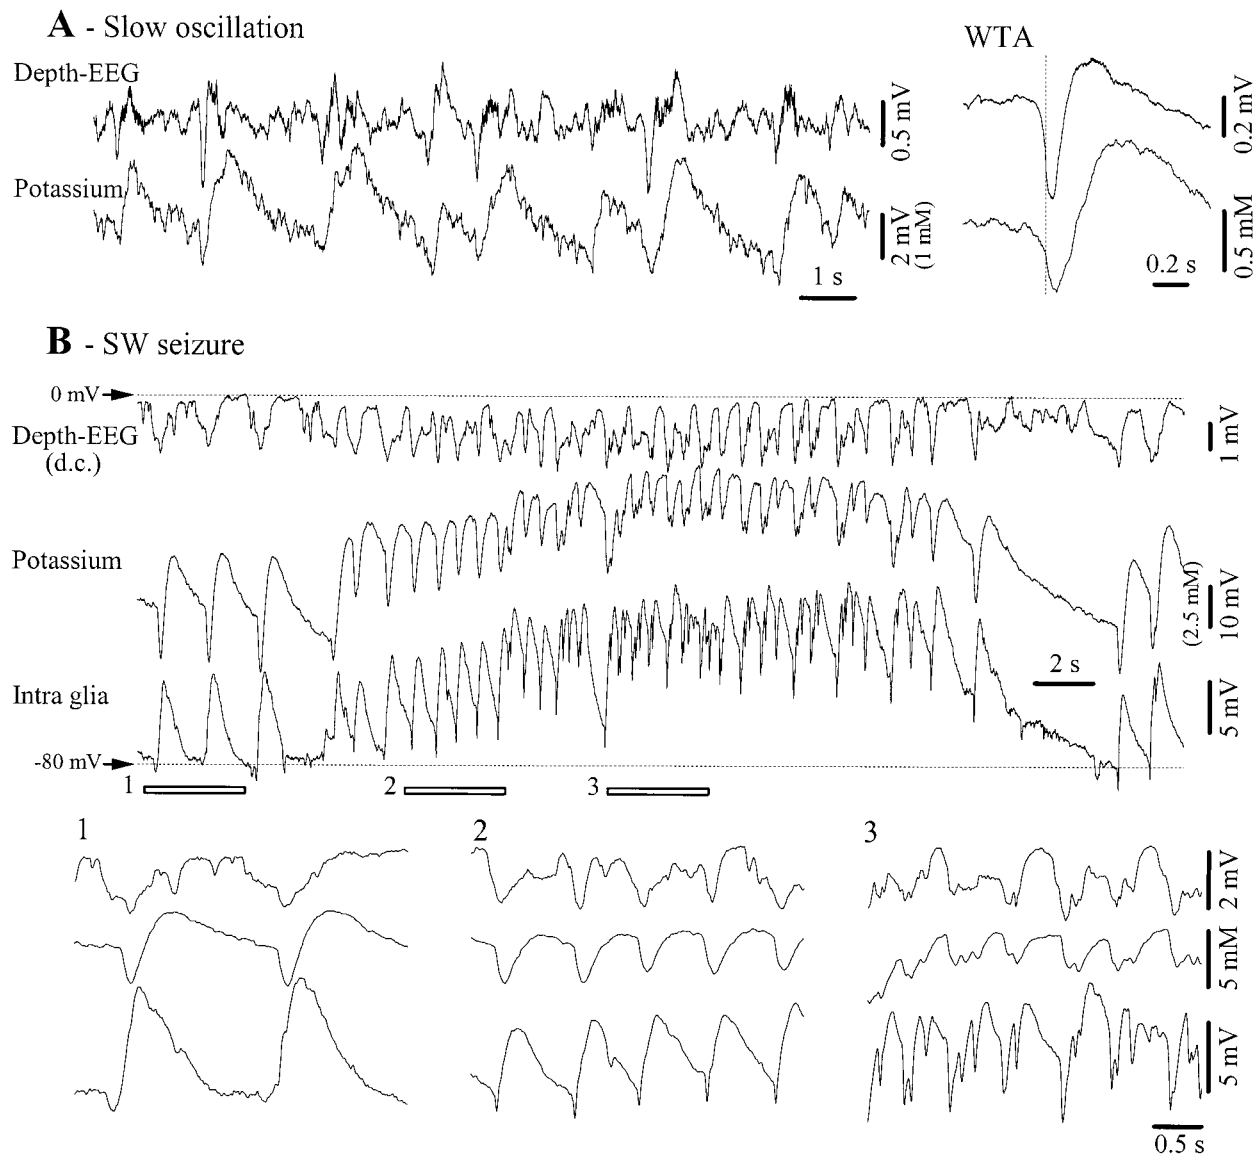 A - Slow oscillation
WTA
Depth-EEG
0.5 mV
0.2 mV
Potassium
2 mV
(1 mM)
0.5 mM
1 s
0.2 s
B - SW seizure
0 mV
Depth-EEG
(d.c.)
1 mV
Potassium
10 mV
(2.5 mM)
2 s
Intra glia
5 mV
-80 mV
1
2
3
1
2
3
2 mV
5 mM
5 mV
0.5 s